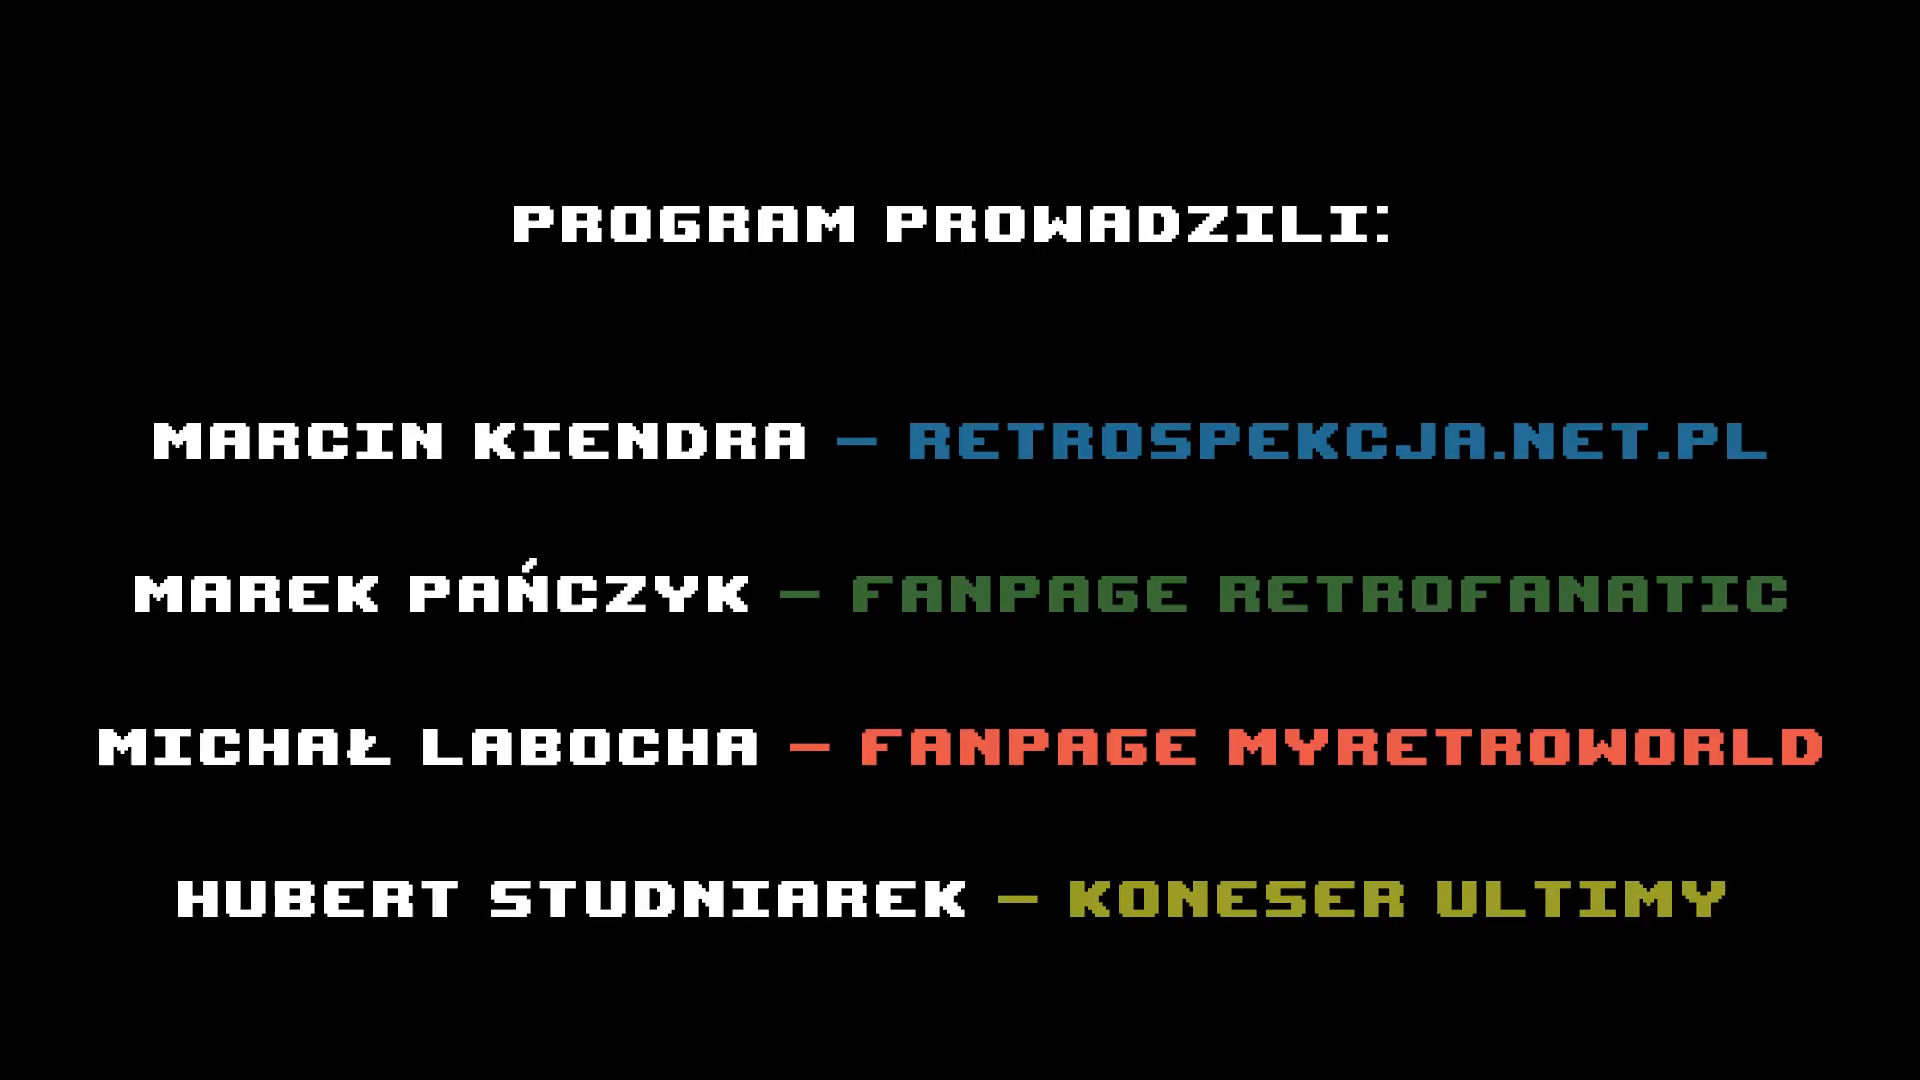 PROGRAM PROWADZILI:
MARCIN KIENDRA – RETROSPEKCJA.NET.PL
MAREK PAŃCZYK – FANPAGE RETROFANATIC
MICHAŁ LABOCHA – FANPAGE MYRETROWORLD
HUBERT STUDNIAREK – KONESER ULTIMY